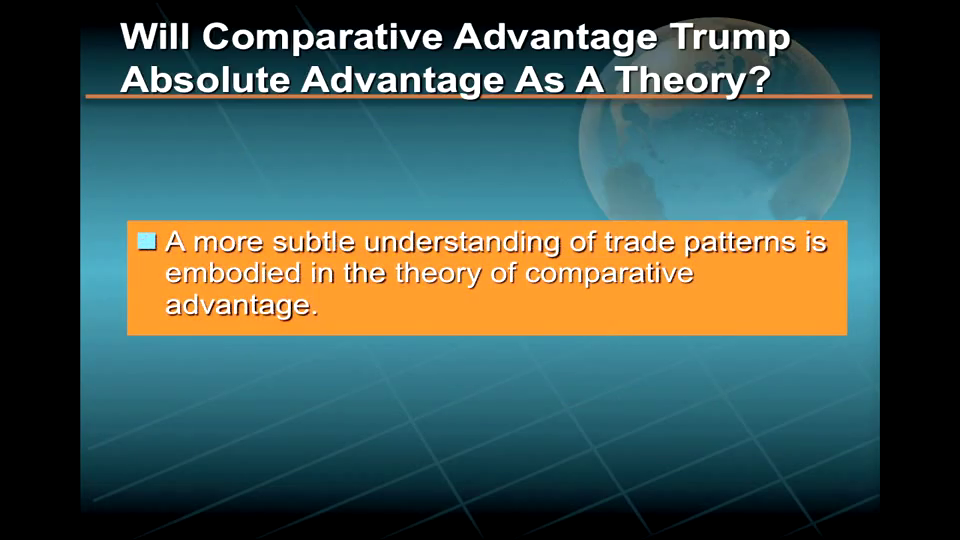 Will Comparative Advantage Trump
Absolute Advantage As A Theory?
A more subtle understanding of trade patterns is
embodied in the theory of comparative
advantage.